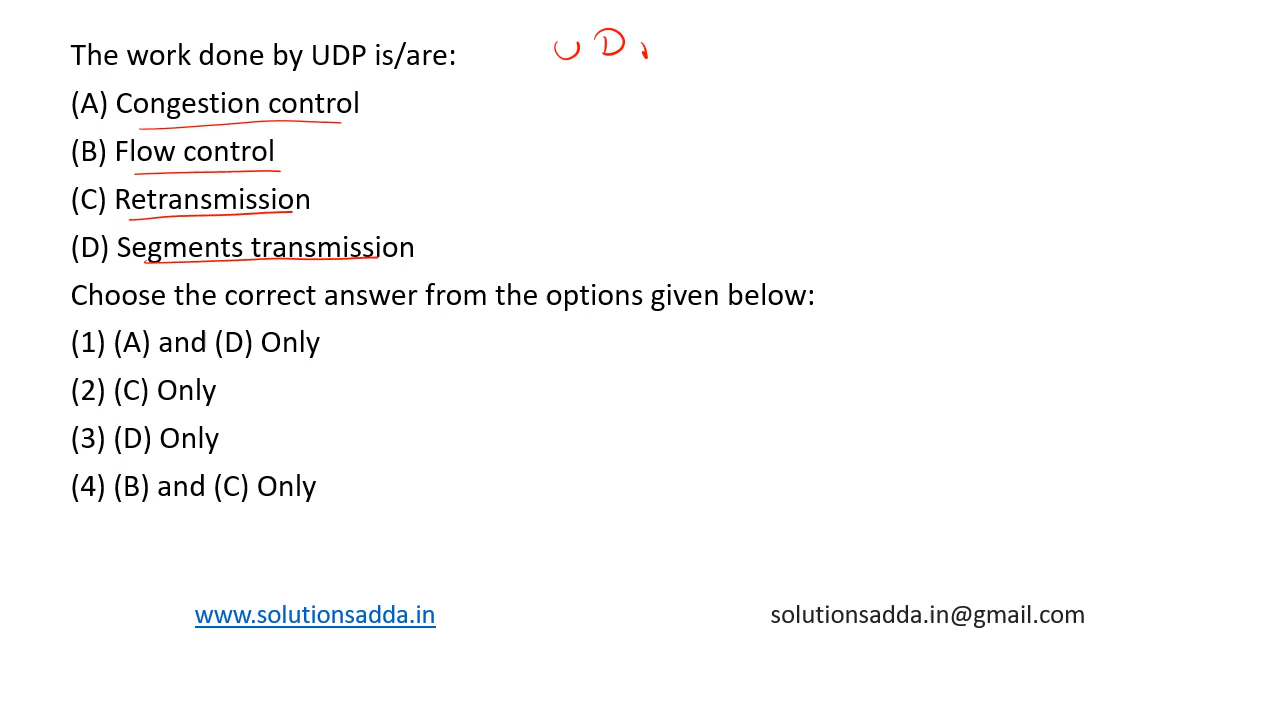 The work done by UDP is/are:
U D
(A) Congestion control
(B) Flow control
(C) Retransmission
(D) Segments transmission
Choose the correct answer from the options given below:
(1) (A) and (D) Only
(2) (C) Only
(3) (D) Only
(4) (B) and (C) Only
www.solutionsadda.in
solutionsadda.in@gmail.com